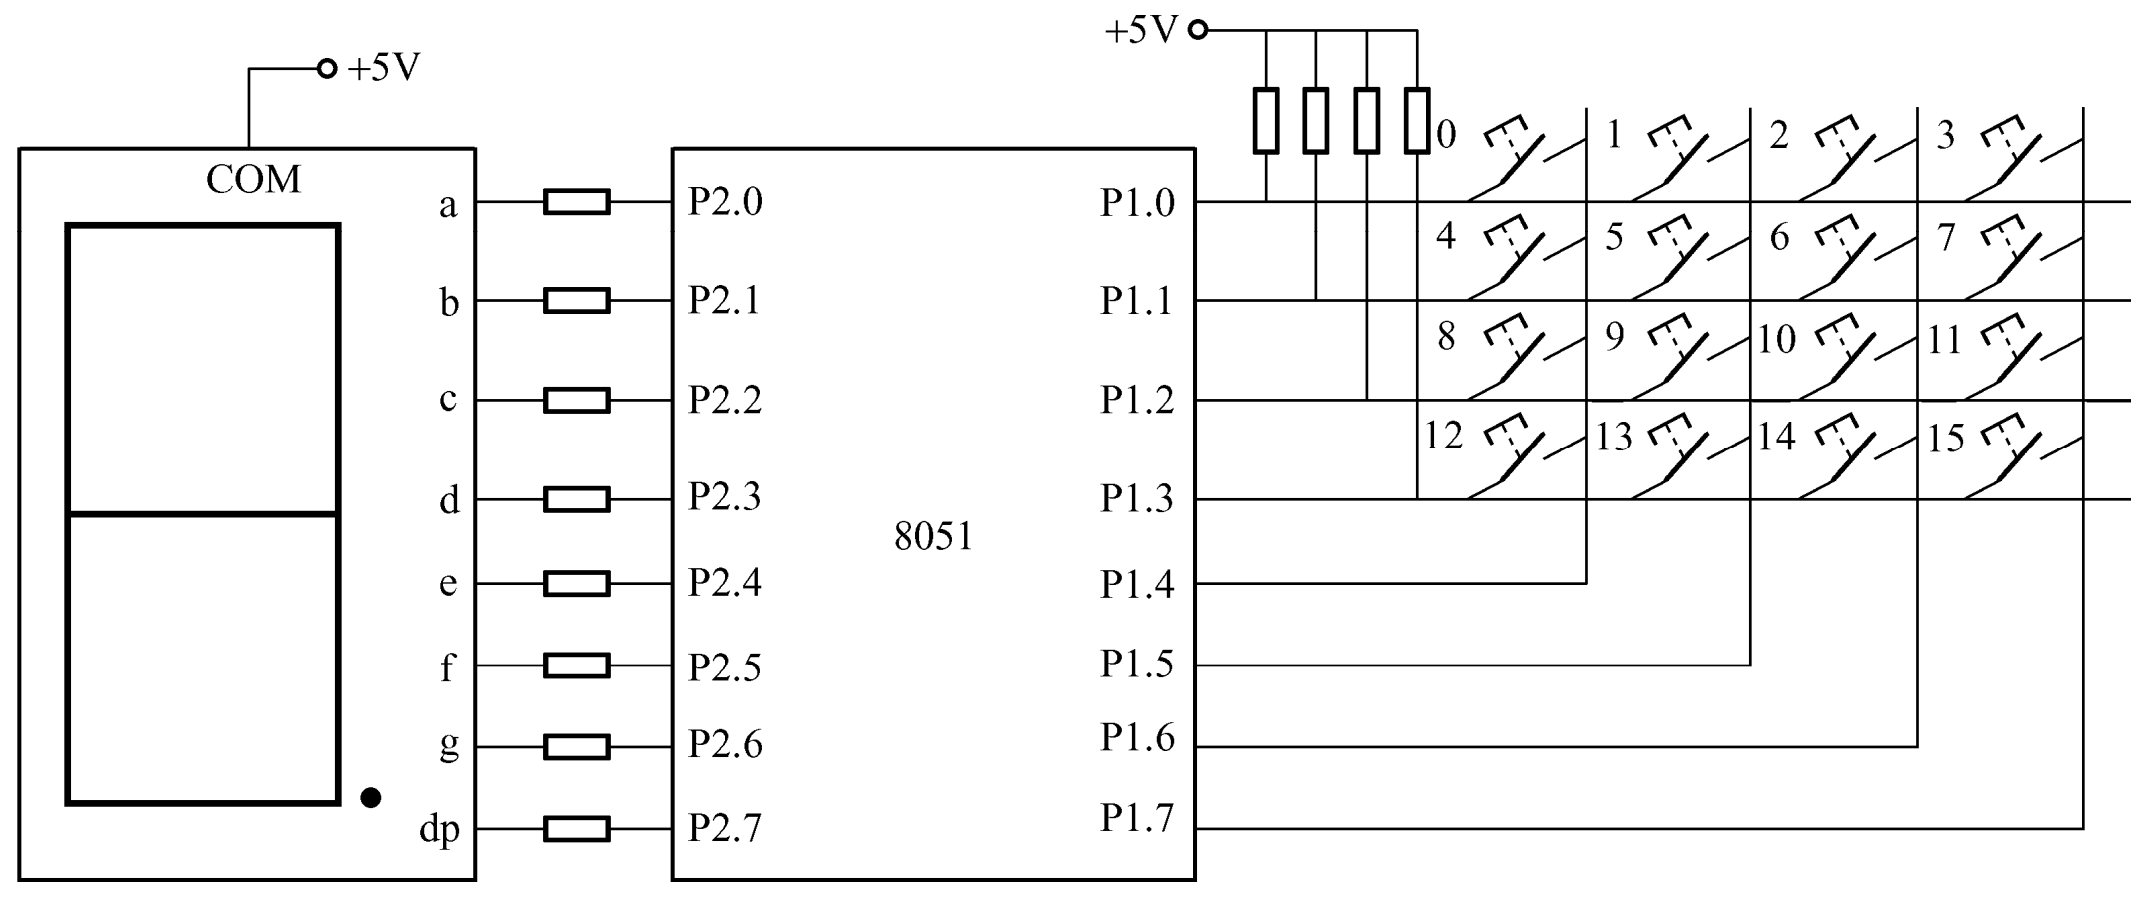 +5V
COM
a
b
c
d
e
f
g
dp
P2.0
P2.1
P2.2
P2.3
P2.4
P2.5
P2.6
P2.7
8051
P1.0
P1.1
P1.2
P1.3
P1.4
P1.5
P1.6
P1.7
+5V
0 1 2 3
4 5 6 7
8 9 10 11
12 13 14 15